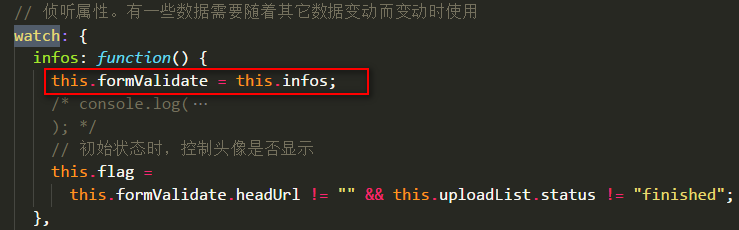 // 侦听属性。有一些数据需要随着其它数据变动而变动时使用
watch: {
infos: function() {
this.formValidate = this.infos;
/* console.log( ⋯
); */
// 初始状态时，控制头像是否显示
this.flag =
this.formValidate.headUrl != "" && this.uploadList.status != "finished";
},